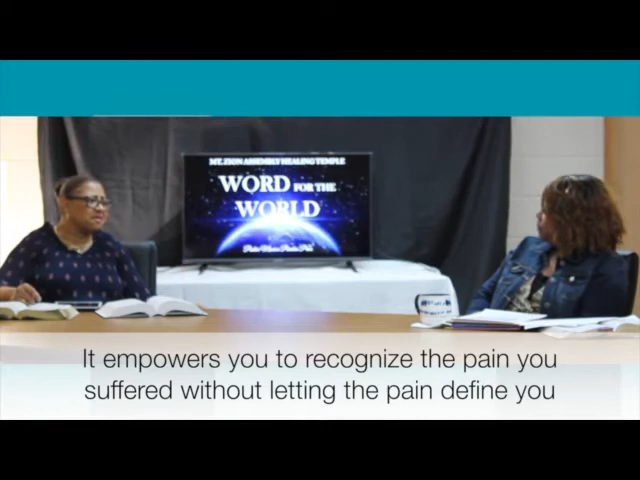 MT. ZION ASSEMBLY HEALING TEMPLE
WORD FOR THE
WORLD
It empowers you to recognize the pain you
suffered without letting the pain define you